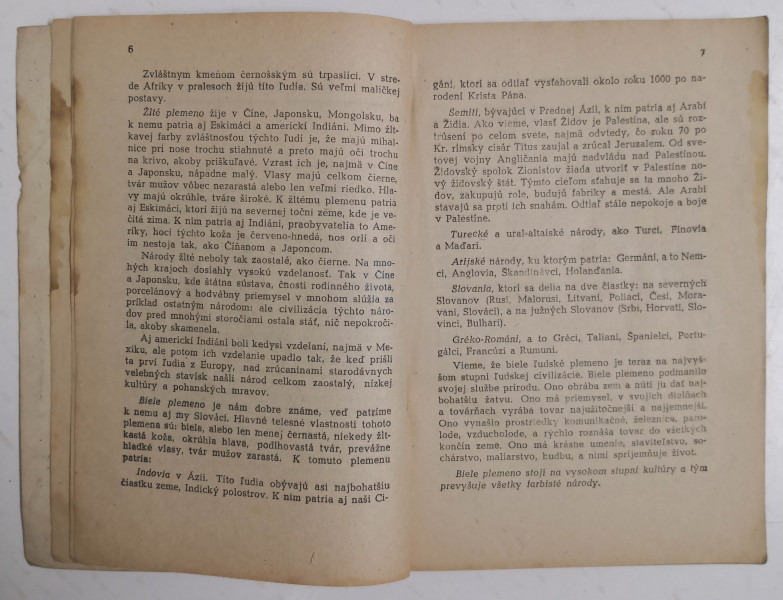 6
Zvláštnym kmeňom černošským sú trpaslíci. V stre-
de Afriky v pralesoch žijú títo ľudia. Sú veľmi maličkej
postavy.
Žlté plemeno žije v Číne, Japonsku, Mongolsku, ba
k nemu patria aj Eskimáci a americkí Indiáni. Mimo žlt-
kavej farby zvláštnosťou týchto ľudí je, že majú mihal-
nice pri nose trochu stiahnuté a preto majú oči trochu
na krivo, akoby priškuľavé. Vzrast ich je, najmä v Číne
a Japonsku, nápadne malý. Vlasy majú celkom čierne,
tvár mužov vôbec nezarastá alebo len veľmi riedko. Hla-
vy majú okrúhle, tváre široké. K žltému plemenu patria
aj Eskimáci, ktorí žijú na severnej točni zeme, kde je ve-
čitá zima. K nim patria aj Indiáni, praobyvatelia to Ame-
riky, hoci týchto koža je červeno-hnedá, nos orlí a oči
im nestoja tak, ako Číňanom a Japoncom.
Národy žlté neboly tak zaostalé, ako čierne. Na mno-
hých krajoch dosiahly vysokú vzdelanosť. Tak v Číne
a Japonsku, kde štátna sústava, čnosti rodinného života,
porcelánový a hodvábny priemysel v mnohom slúžia za
príklad ostatným národom: ale civilizácia týchto náro-
dov pred mnohými storočiami ostala stáť, nič nepokroči-
la, akoby skamenela.
Aj americkí Indiáni boli kedysi vzdelaní, najmä v Me-
xiku, ale potom ich vzdelanie upadlo tak, že keď prišli
ta prví ľudia z Europy, nad zrúcaninami starodávnych
velebných stavísk našli národ celkom zaostalý, nízkej
kultúry a pohanských mravov.
Biele plemeno je nám dobre známe, veď patríme
k nemu aj my Slováci. Hlavné telesné vlastnosti tohoto
plemena sú: biela, alebo len menej černastá, niekedy žlt-
kastá koža, okrúhla hlava, podlhovastá tvár, prevážne
hladké vlasy, tvár mužov zarastá. K tomuto plemenu
patria:
Indovia v Ázii. Títo ľudia obývajú asi najbohatšiu
čiastku zeme, Indický polostrov. K nim patria aj naši Ci-
7
gáni, ktorí sa odtiaľ vysťahovali okolo roku 1000 po na-
rodení Krista Pána.
Semiti, bývajúci v Prednej Ázii, k nim patria aj Arabi
a Židia. Ako vieme, vlasť Židov je Palestína, ale sú roz-
trúsení po celom svete, najmä odvtedy, čo roku 70 po
Kr. rímsky cisár Titus zaujal a zrúcal Jeruzalem. Od sve-
tovej vojny Angličania majú nadvládu nad Palestínou.
Židovský spolok Zionistov žiada utvoriť v Palestíne no-
vý židovský štát. Týmto cieľom sťahuje sa ta mnoho Ži-
dov, zakupujú role, budujú fabriky a mestá. Ale Arabi
stavajú sa proti ich snahám. Odtiaľ stále nepokoje a boje
v Palestíne.
Turecké a ural-altaiské národy, ako Turci, Fínovia
a Maďari.
Arijské národy, ku ktorým patria: Germáni, a to Nem-
ci, Anglovia, Škandinávci, Holanďania.
Slovania, ktorí sa delia na dve čiastky: na severných
Slovanov (Rusi, Malorusi, Litvani, Poliaci, Česi, Mora-
vani, Slováci), a na južných Slovanov (Srbi, Horvati, Slo-
vinci, Bulhari).
Gréko-Románi, a to Gréci, Taliani, Španielci, Portu-
gálci, Francúzi a Rumuni.
Vieme, že biele ľudské plemeno je teraz na najvyš-
šom stupni ľudskej civilizácie. Biele plemeno podmanilo
svojej službe prírodu. Ono obrába zem a núti ju dať naj-
bohatšiu žatvu. Ono má priemysel, v svojich dielňach
a továrňach vyrába tovar najužitočnejší a najjemnejší.
Ono vynašlo prostriedky komunikačné, železnice, paro-
lode, vzducholode, a rýchlo rozniáša tovar do všetkých
končín zeme. Ono má krásne umenie, staviteľstvo, so-
chárstvo, maliarstvo, hudbu, a nimi spríjemňuje život.
Biele plemeno stojí na vysokom stupni kultúry a tým
prevyšuje všetky farbisté národy.